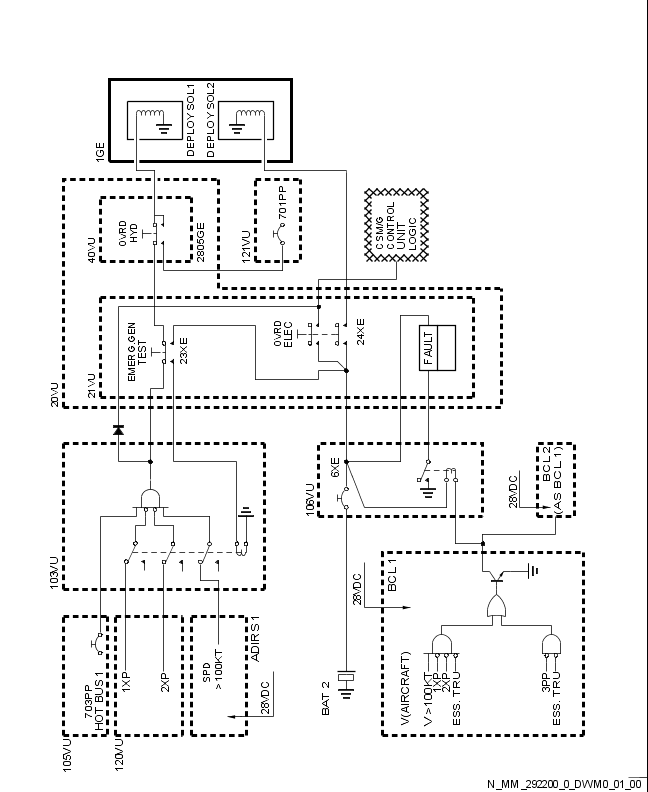 1GE
DEPLOY SOL1
DEPLOY SOL2
20VU
40VU
OVRD
HYD
2805GE
121VU
701PP
CSM/G
CONTROL
UNIT
LOGIC
21VU
EMERG.GEN
TEST
23XE
OVRD
ELEC
24XE
FAULT
103VU
106VU
6XE
28VDC
BCL 2
(AS BCL 1)
105VU
703PP
HOT BUS 1
120VU
1XP
2XP
SPD
>100KT
ADIRS 1
28VDC
BAT 2
28VDC
BCL 1
V(AIRCRAFT)
V >100KT
1XP
2XP
ESS. TRU
3PP
ESS. TRU
N_MM_292200_0_DWM0_01_00